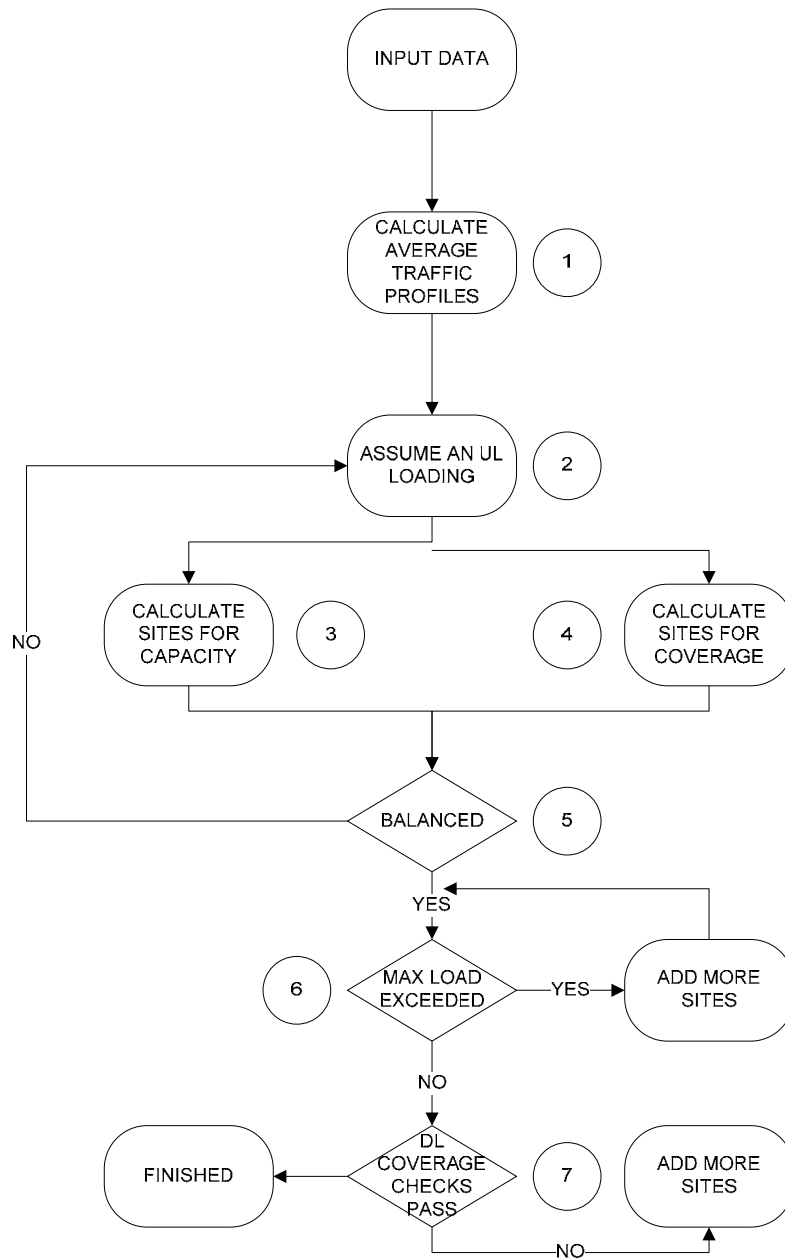 INPUT DATA
CALCULATE
AVERAGE
TRAFFIC
PROFILES
1
ASSUME AN UL
LOADING
2
CALCULATE
SITES FOR
CAPACITY
3
4
CALCULATE
SITES FOR
COVERAGE
NO
BALANCED
5
YES
6
MAX LOAD
EXCEEDED
YES
ADD MORE
SITES
NO
FINISHED
DL
COVERAGE
CHECKS
PASS
7
ADD MORE
SITES
NO